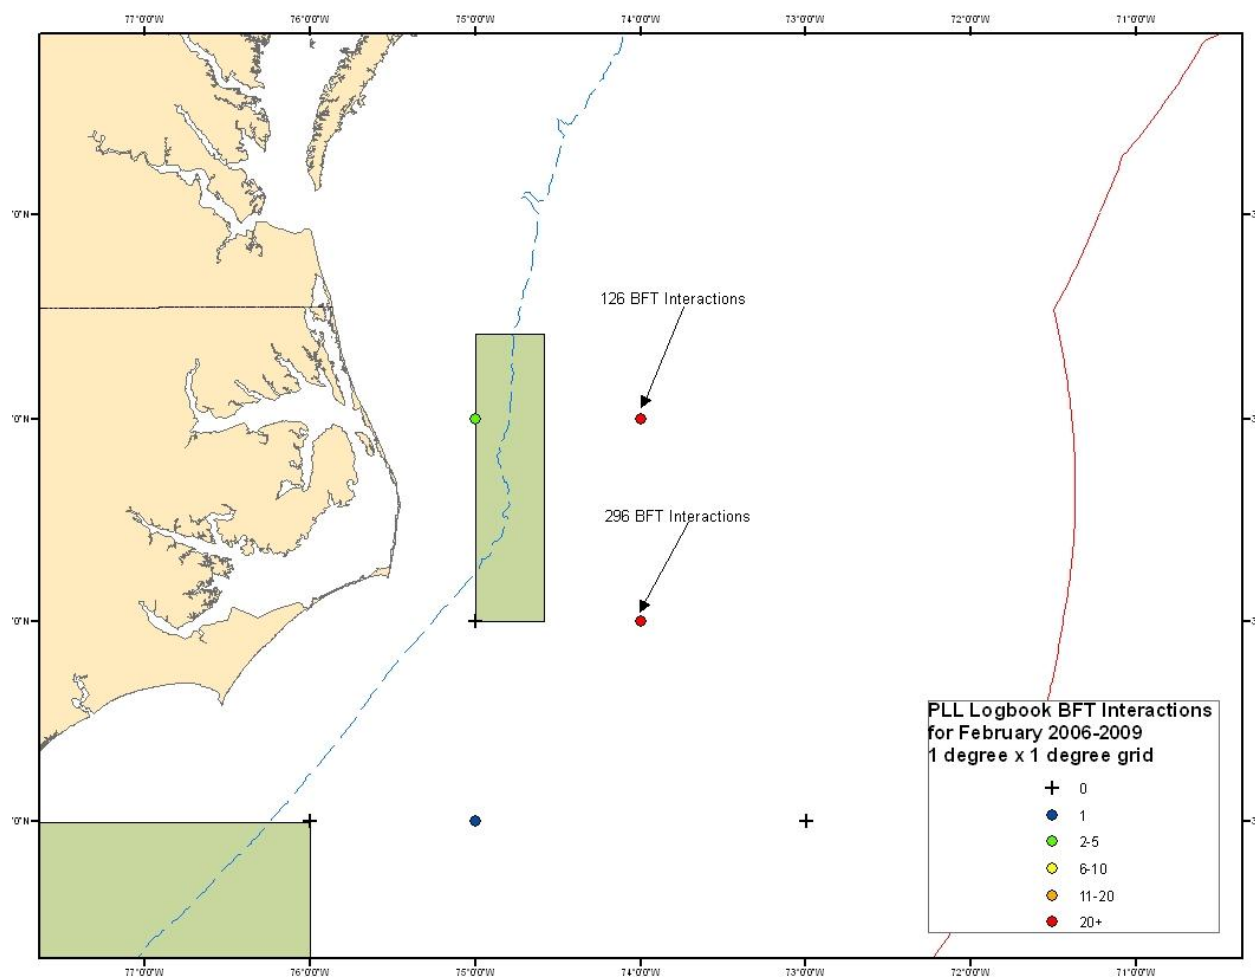 77°0'0"W 76°0'0"W 75°0'0"W 74°0'0"W 73°0'0"W 72°0'0"W 71°0'0"W
126 BFT Interactions
296 BFT Interactions
PLL Logbook BFT Interactions
for February 2006-2009
1 degree x 1 degree grid
0
1
2-5
6-10
11-20
20+
77°0'0"W 76°0'0"W 75°0'0"W 74°0'0"W 73°0'0"W 72°0'0"W 71°0'0"W